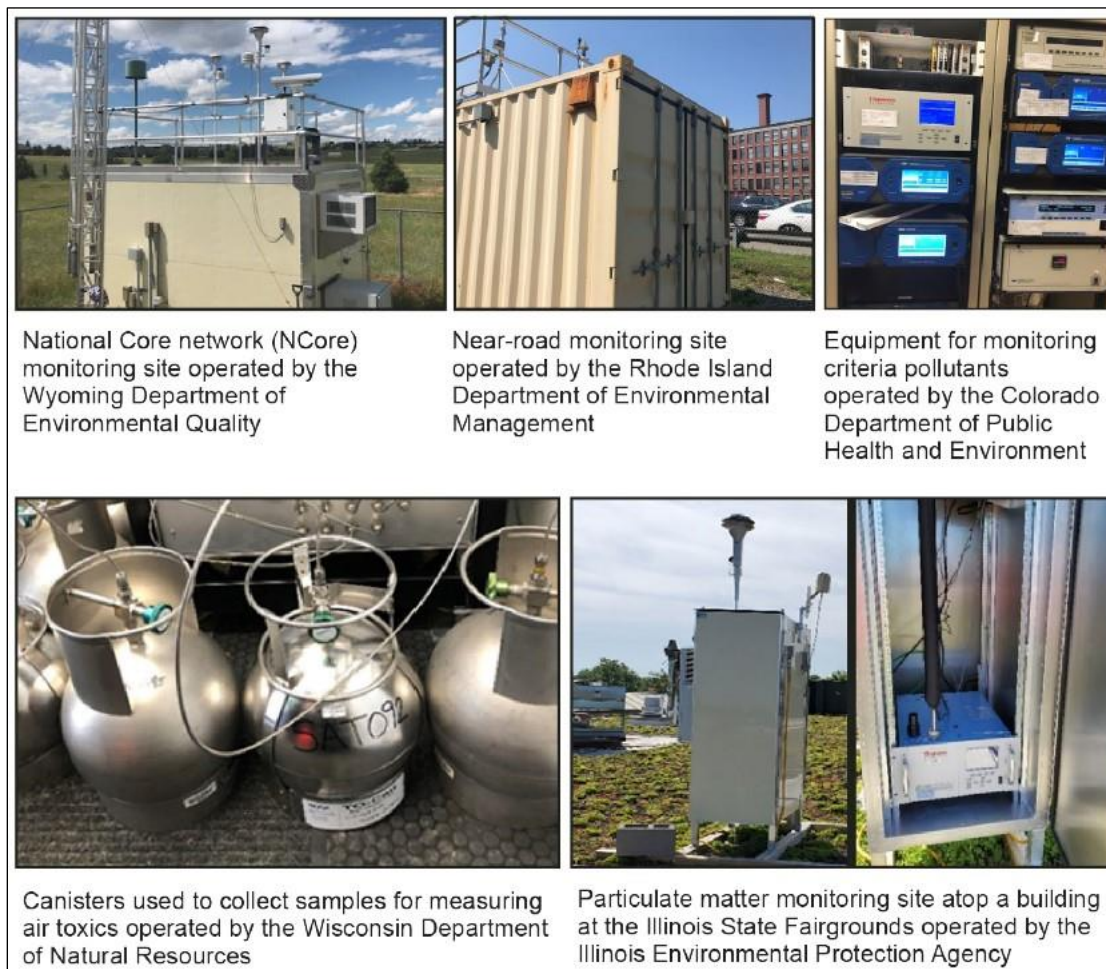 National Core network (NCore)
monitoring site operated by the
Wyoming Department of
Environmental Quality
Near-road monitoring site
operated by the Rhode Island
Department of Environmental
Management
Equipment for monitoring
criteria pollutants
operated by the Colorado
Department of Public
Health and Environment
SAT092
Canisters used to collect samples for measuring
air toxics operated by the Wisconsin Department
of Natural Resources
Particulate matter monitoring site atop a building
at the Illinois State Fairgrounds operated by the
Illinois Environmental Protection Agency